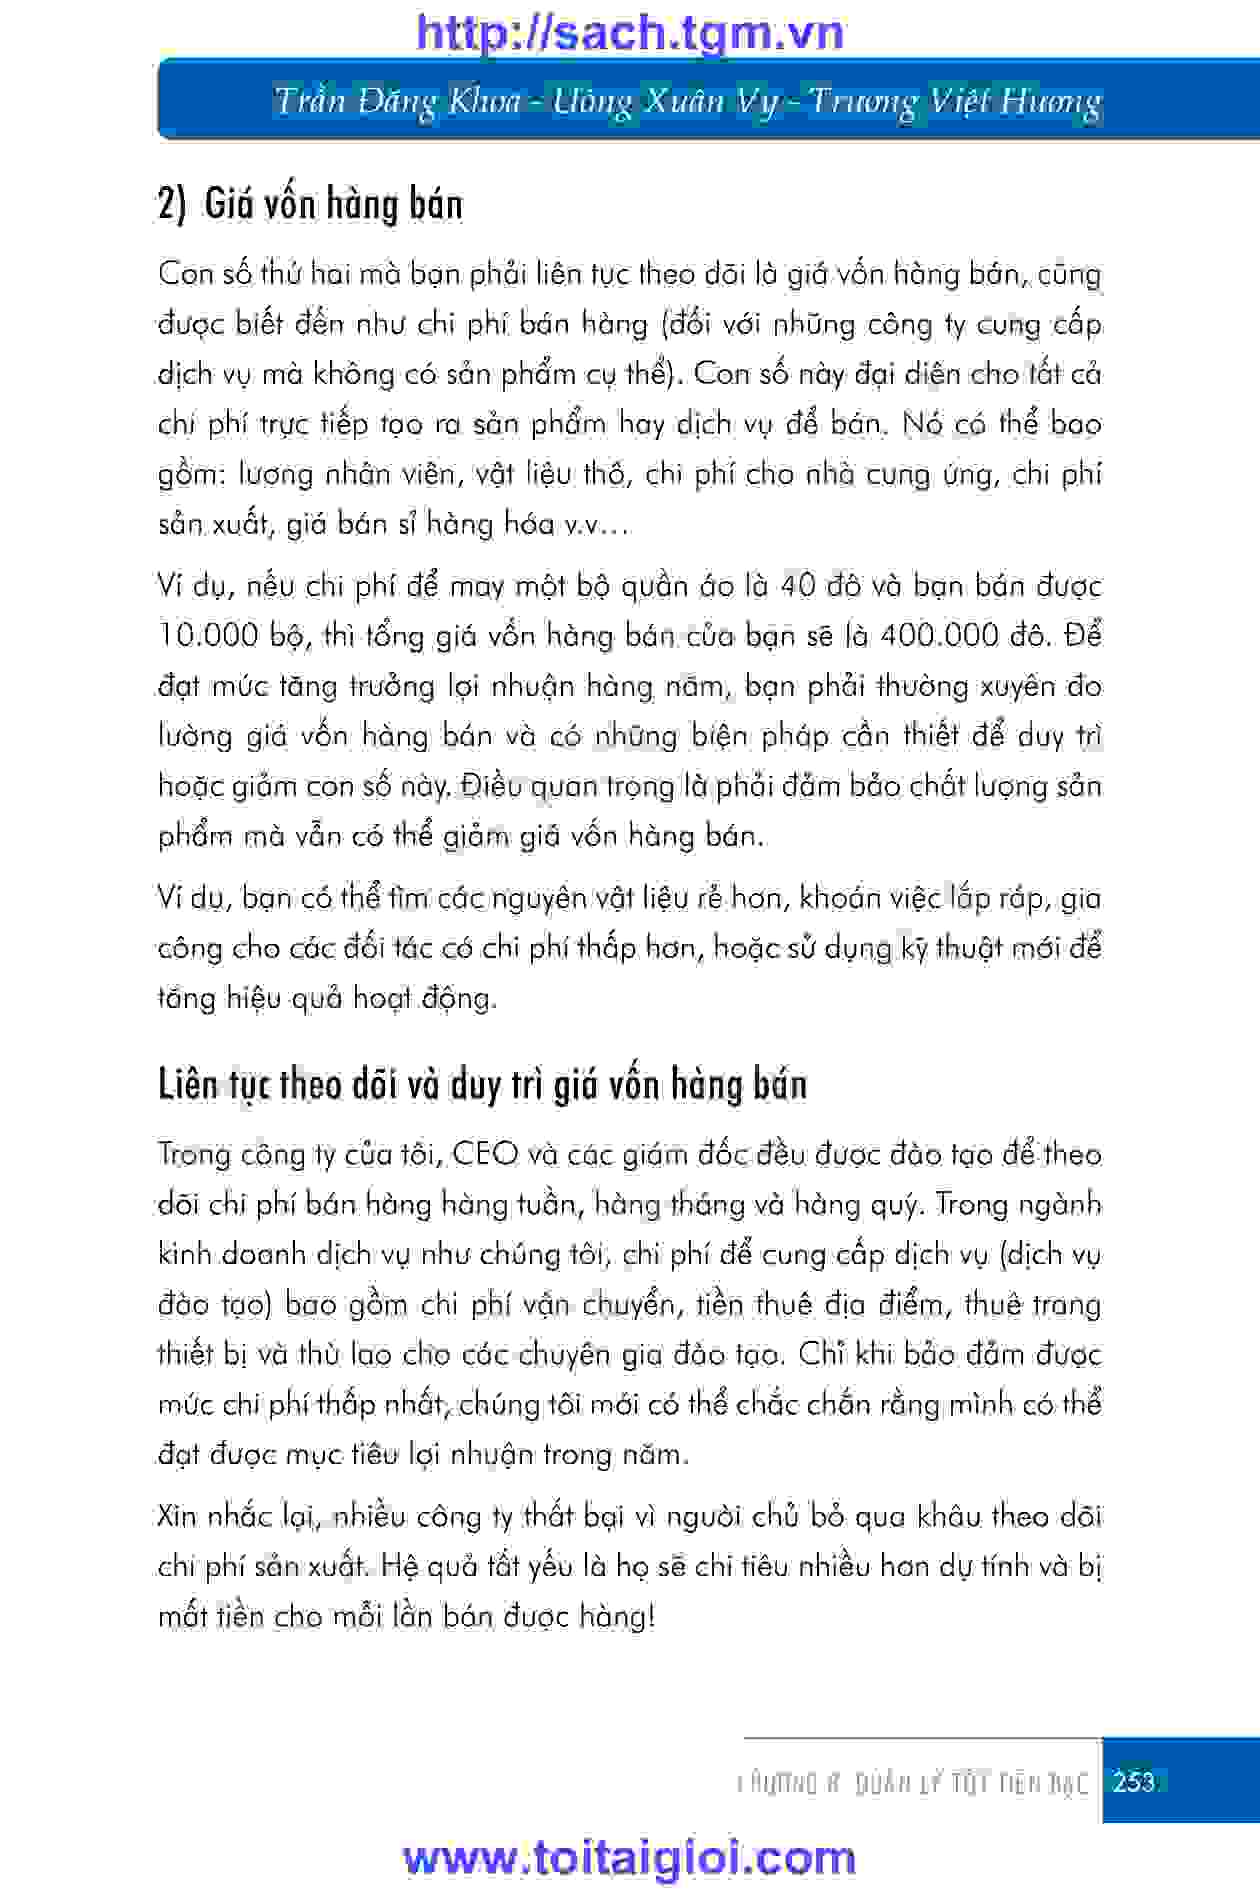 http://sach.tgm.vn
Trần Đăng Khoa - Uông Xuân Vy - Trương Việt Hương
2) Giá vốn hàng bán
Con số thứ hai mà bạn phải liên tục theo dõi là giá vốn hàng bán, cũng
được biết đến như chi phí bán hàng (đối với những công ty cung cấp
dịch vụ mà không có sản phẩm cụ thể). Con số này đại diện cho tất cả
chi phí trực tiếp tạo ra sản phẩm hay dịch vụ để bán. Nó có thể bao
gồm: lương nhân viên, vật liệu thô, chi phí cho nhà cung ứng, chi phí
sản xuất, giá bán sỉ hàng hóa v.v...
Ví dụ, nếu chi phí để may một bộ quần áo là 40 đô và bạn bán được
10.000 bộ, thì tổng giá vốn hàng bán của bạn sẽ là 400.000 đô. Để
đạt mức tăng trưởng lợi nhuận hàng năm, bạn phải thường xuyên đo
lường giá vốn hàng bán và có những biện pháp cần thiết để duy trì
hoặc giảm con số này. Điều quan trọng là phải đảm bảo chất lượng sản
phẩm mà vẫn có thể giảm giá vốn hàng bán.
Ví dụ, bạn có thể tìm các nguyên vật liệu rẻ hơn, khoán việc lắp ráp, gia
công cho các đối tác có chi phí thấp hơn, hoặc sử dụng kỹ thuật mới để
tăng hiệu quả hoạt động.
Liên tục theo dõi và duy trì giá vốn hàng bán
Trong công ty của tôi, CEO và các giám đốc đều được đào tạo để theo
dõi chi phí bán hàng hàng tuần, hàng tháng và hàng quý. Trong ngành
kinh doanh dịch vụ như chúng tôi, chi phí để cung cấp dịch vụ (dịch vụ
đào tạo) bao gồm chi phí vận chuyển, tiền thuê địa điểm, thuê trang
thiết bị và thù lao cho các chuyên gia đào tạo. Chỉ khi bảo đảm được
mức chi phí thấp nhất, chúng tôi mới có thể chắc chắn rằng mình có thể
đạt được mục tiêu lợi nhuận trong năm.
Xin nhắc lại, nhiều công ty thất bại vì người chủ bỏ qua khâu theo dõi
chi phí sản xuất. Hệ quả tất yếu là họ sẽ chi tiêu nhiều hơn dự tính và bị
mất tiền cho mỗi lần bán được hàng!
CHƯƠNG 8: QUẢN LÝ TỐT TIỀN BẠC 253
www.toitaigioi.com